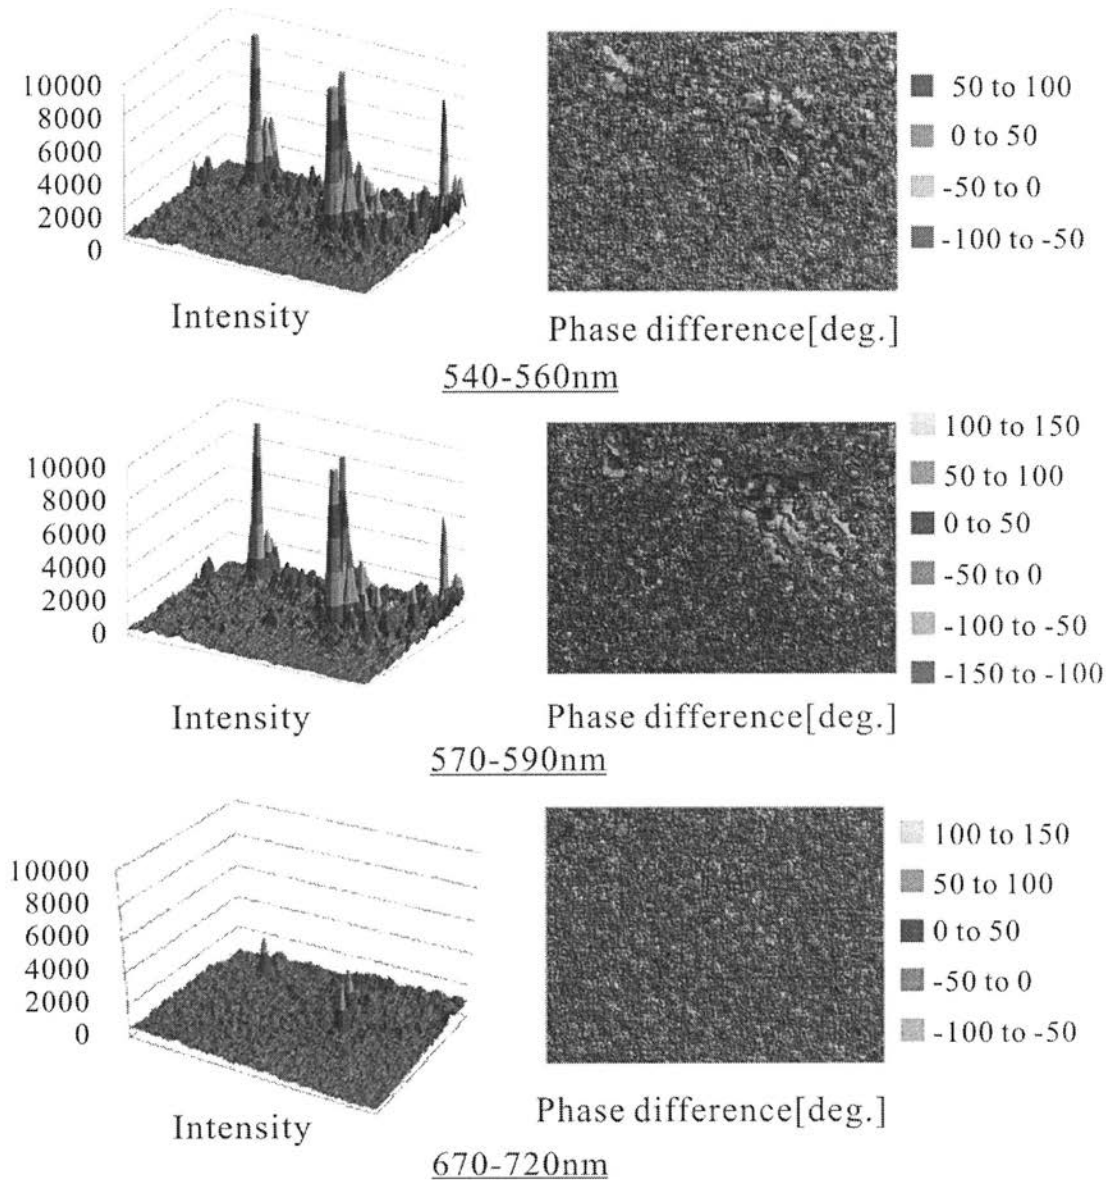 10000
8000
6000
4000
2000
0
Intensity
50 to 100
0 to 50
-50 to 0
-100 to -50
Phase difference[deg.]
540-560nm
10000
8000
6000
4000
2000
0
Intensity
100 to 150
50 to 100
0 to 50
-50 to 0
-100 to -50
-150 to -100
Phase difference[deg.]
570-590nm
10000
8000
6000
4000
2000
0
Intensity
100 to 150
50 to 100
0 to 50
-50 to 0
-100 to -50
Phase difference[deg.]
670-720nm